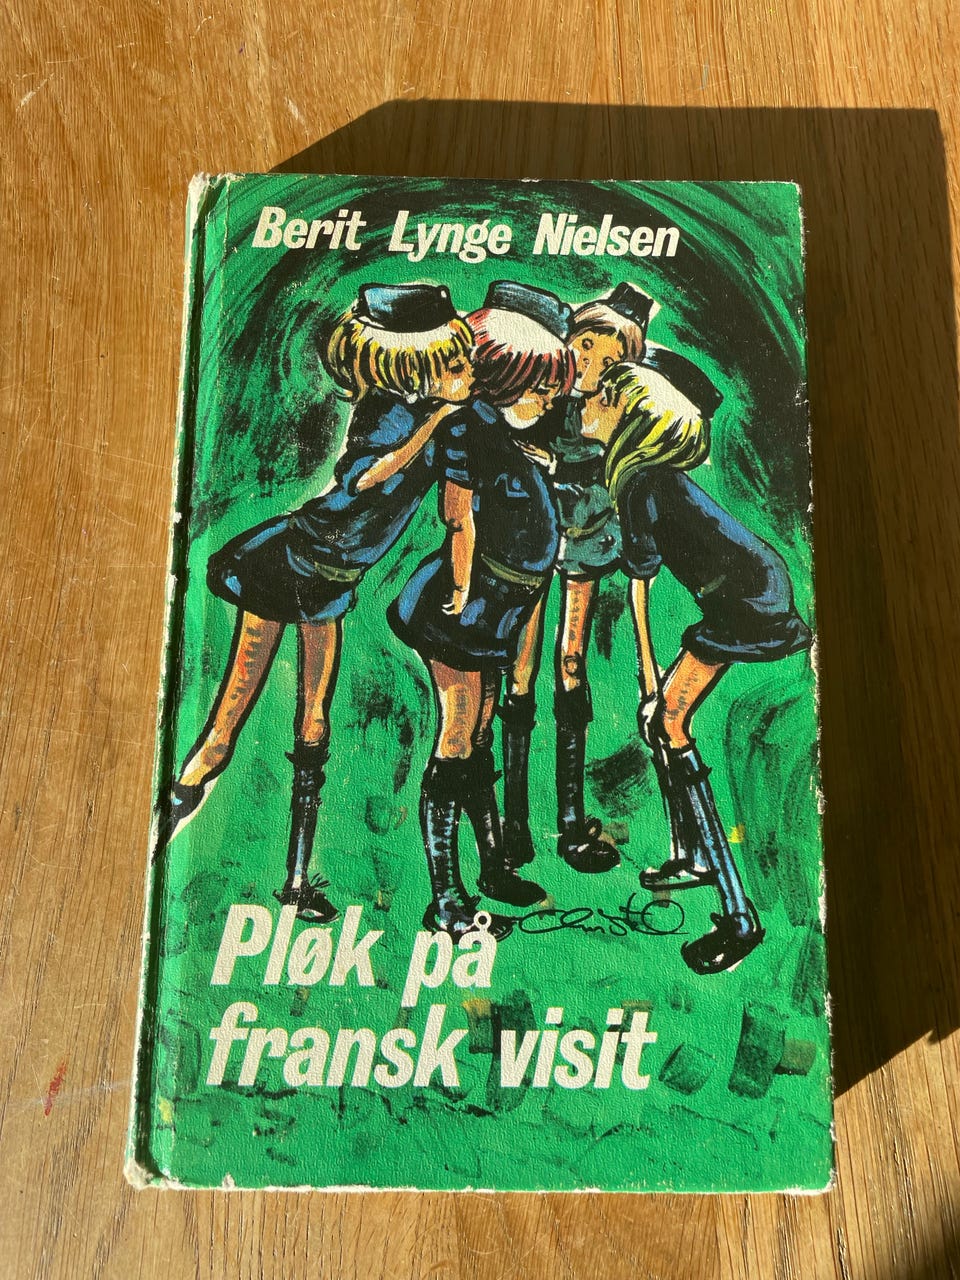 Berit Lynge Nielsen
Pløk på
fransk visit